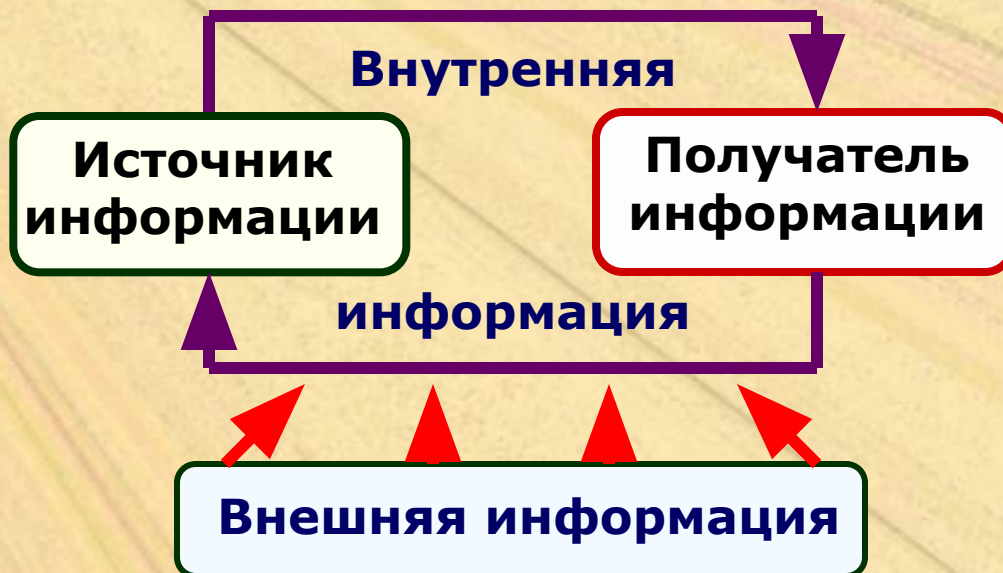 Внутренняя
Источник
информации
Получатель
информации
информация
Внешняя информация